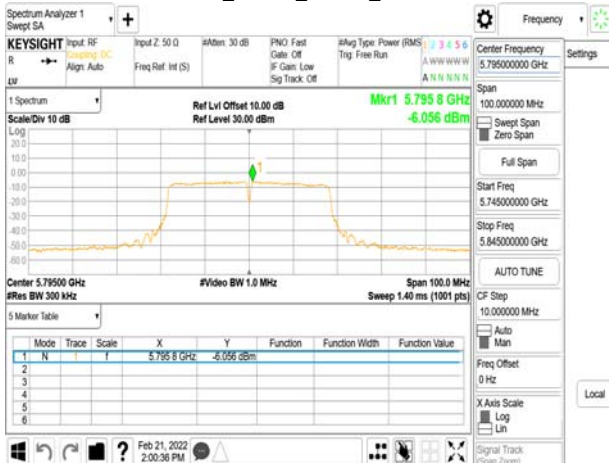 Spectrum Analyzer 1
Swept SA
Frequency
KEYSIGHT
R
Input: RF
Coupling: DC
Align: Auto
Input Z: 50 Ω
Freq Ref: Int (S)
#Atten: 30 dB
PNO: Fast
Gate: Off
IF Gain: Low
Sig Track: Off
#Avg Type: Power (RMS)
Trig: Free Run
1 2 3 4 5 6
A W W W W W
A N N N N N
1 Spectrum
Scale/Div 10 dB
Ref Lvl Offset 10.00 dB
Ref Level 30.00 dBm
Mkr1 5.795 8 GHz
-6.056 dBm
Log
20.0
10.0
0.00
-10.0
-20.0
-30.0
-40.0
-50.0
-60.0
1
Center 5.79500 GHz
#Video BW 1.0 MHz
Span 100.0 MHz
#Res BW 300 kHz
Sweep 1.40 ms (1001 pts)
5 Marker Table
Mode Trace Scale X Y Function Function Width Function Value
1 N 1 f 5.795 8 GHz -6.056 dBm
2
3
4
5
6
Feb 21, 2022
2:00:36 PM
Center Frequency
5.795000000 GHz
Settings
Span
100.000000 MHz
Swept Span
Zero Span
Full Span
Start Freq
5.745000000 GHz
Stop Freq
5.845000000 GHz
AUTO TUNE
CF Step
10.000000 MHz
Auto
Man
Freq Offset
0 Hz
X Axis Scale
Log
Lin
Local
Signal Track
(Span Zoom)